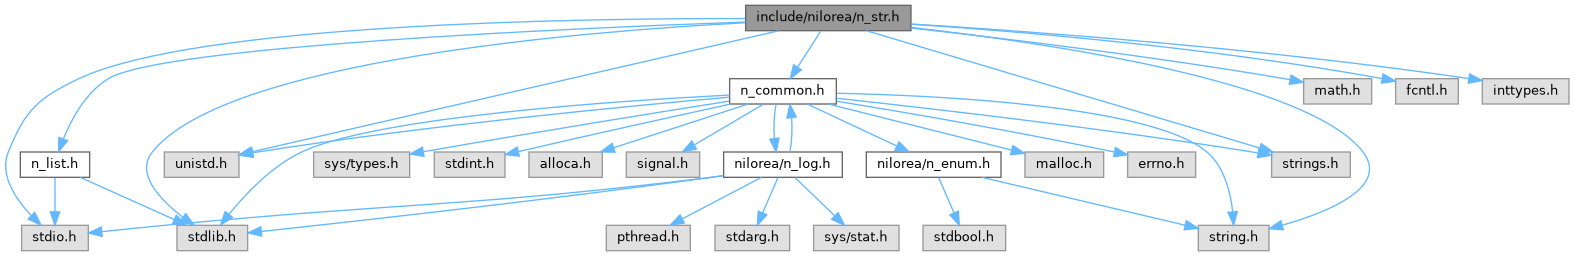 include/nilorea/n_str.h
n_common.h
math.h
fcntl.h
inttypes.h
n_list.h
unistd.h
sys/types.h
stdint.h
alloca.h
signal.h
nilorea/n_log.h
nilorea/n_enum.h
malloc.h
errno.h
strings.h
stdio.h
stdlib.h
pthread.h
stdarg.h
sys/stat.h
stdbool.h
string.h